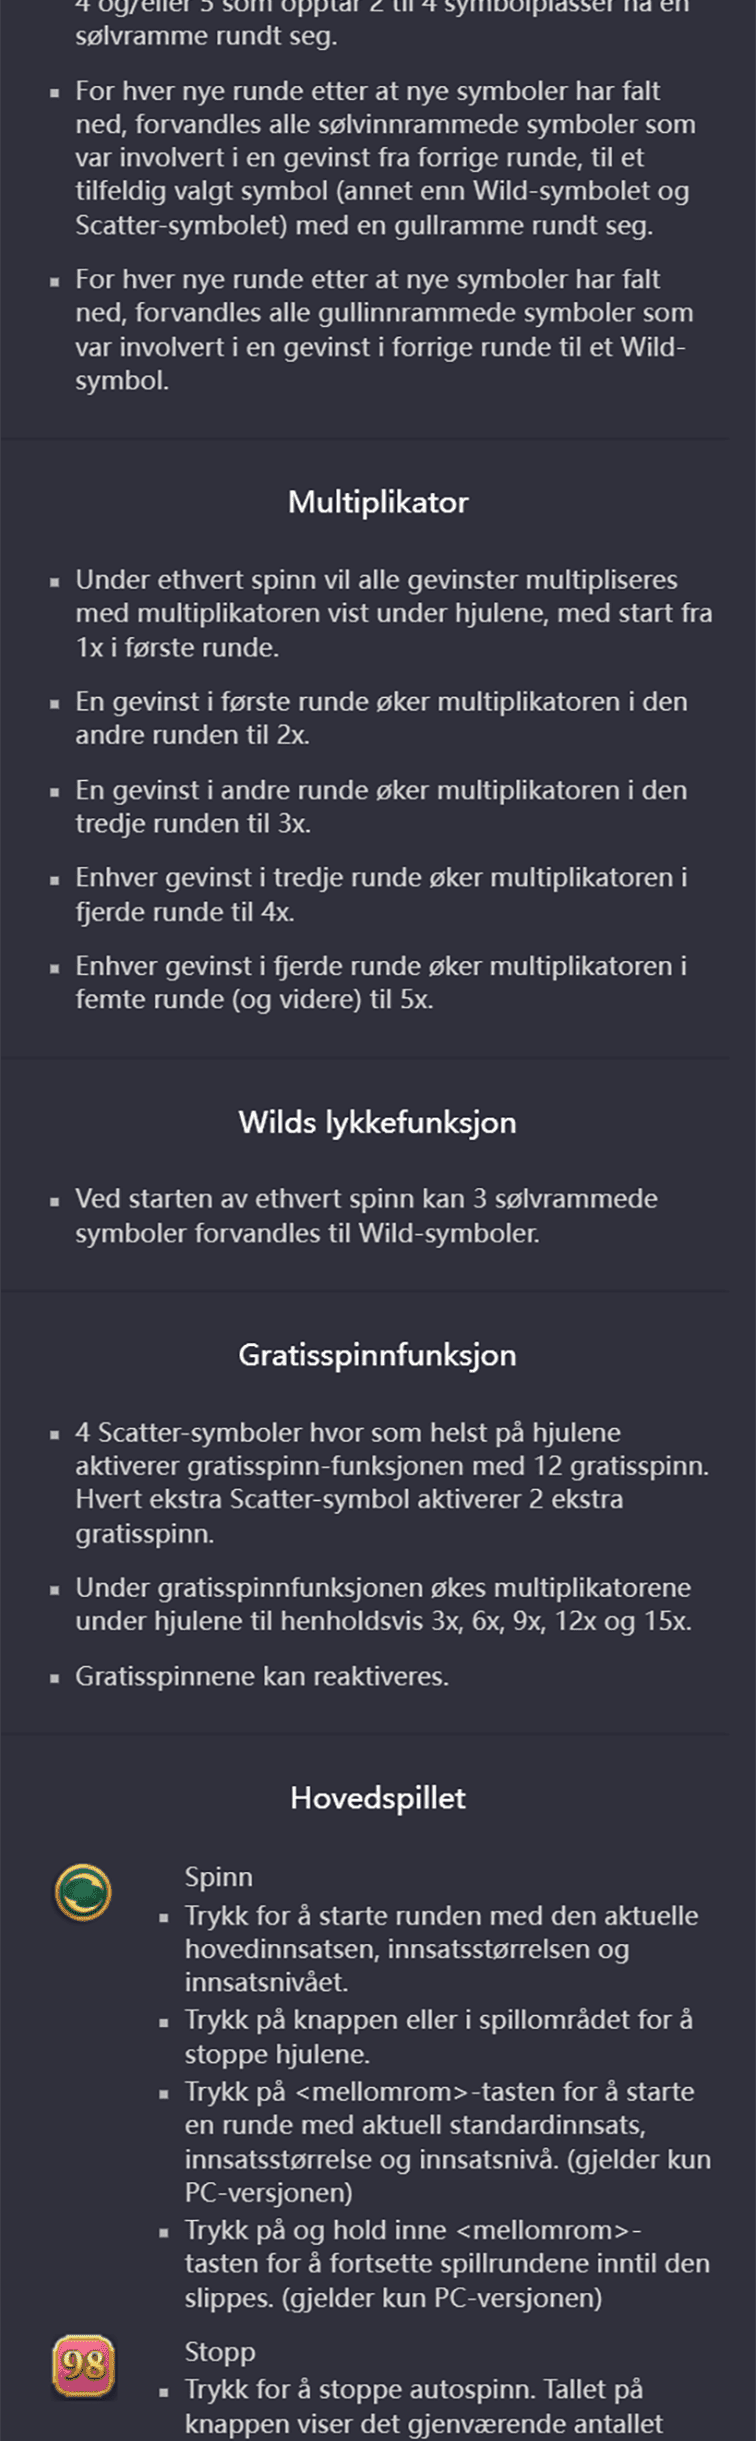 4 og/eller 5 som opptar 2 til 4 symbolplasser ha en
sølvramme rundt seg.
For hver nye runde etter at nye symboler har falt
ned, forvandles alle sølvinnrammede symboler som
var involvert i en gevinst fra forrige runde, til et
tilfeldig valgt symbol (annet enn Wild-symbolet og
Scatter-symbolet) med en gullramme rundt seg.
For hver nye runde etter at nye symboler har falt
ned, forvandles alle gullinnrammede symboler som
var involvert i en gevinst i forrige runde til et Wild-
symbol.
Multiplikator
Under ethvert spinn vil alle gevinster multipliseres
med multiplikatoren vist under hjulene, med start fra
1x i første runde.
En gevinst i første runde øker multiplikatoren i den
andre runden til 2x.
En gevinst i andre runde øker multiplikatoren i den
tredje runden til 3x.
Enhver gevinst i tredje runde øker multiplikatoren i
fjerde runde til 4x.
Enhver gevinst i fjerde runde øker multiplikatoren i
femte runde (og videre) til 5x.
Wilds lykkefunksjon
Ved starten av ethvert spinn kan 3 sølvrammede
symboler forvandles til Wild-symboler.
Gratisspinnfunksjon
4 Scatter-symboler hvor som helst på hjulene
aktiverer gratisspinn-funksjonen med 12 gratisspinn.
Hvert ekstra Scatter-symbol aktiverer 2 ekstra
gratisspinn.
Under gratisspinnfunksjonen økes multiplikatorene
under hjulene til henholdsvis 3x, 6x, 9x, 12x og 15x.
Gratisspinnene kan reaktiveres.
Hovedspillet
Spinn
Trykk for å starte runden med den aktuelle
hovedinnsatsen, innsatsstørrelsen og
innsatsnivået.
Trykk på knappen eller i spillområdet for å
stoppe hjulene.
Trykk på <mellomrom>-tasten for å starte
en runde med aktuell standardinnsats,
innsatsstørrelse og innsatsnivå. (gjelder kun
PC-versjonen)
Trykk på og hold inne <mellomrom>-
tasten for å fortsette spillrundene inntil den
slippes. (gjelder kun PC-versjonen)
98
Stopp
Trykk for å stoppe autospinn. Tallet på
knappen viser det gjenværende antallet